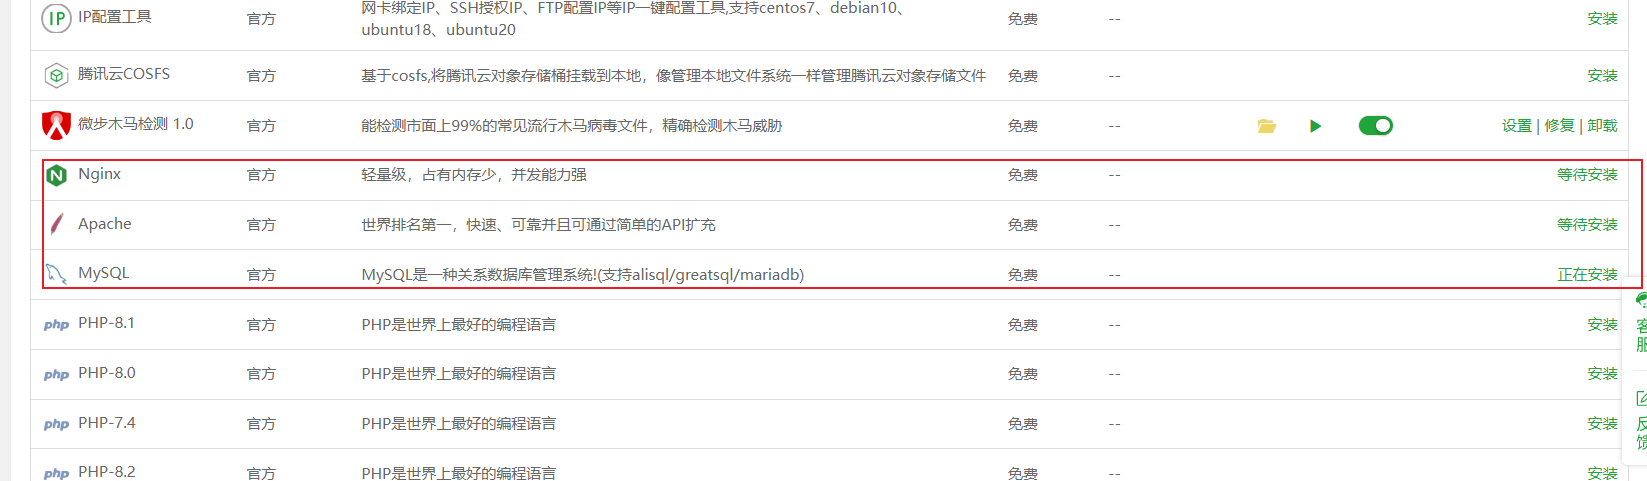 IP配置工具 官方 网卡绑定IP、SSH授权IP、FTP配置IP等IP一键配置工具,支持centos7、debian10、 免费 -- 安装
ubuntu18、ubuntu20
腾讯云COSFS 官方 基于cosfs,将腾讯云对象存储桶挂载到本地，像管理本地文件系统一样管理腾讯云对象存储文件 免费 -- 安装
微步木马检测 1.0 官方 能检测市面上99%的常见流行木马病毒文件，精确检测木马威胁 免费 -- 设置 | 修复 | 卸载
Nginx 官方 轻量级，占有内存少，并发能力强 免费 -- 等待安装
Apache 官方 世界排名第一，快速、可靠并且可通过简单的API扩充 免费 -- 等待安装
MySQL 官方 MySQL是一种关系数据库管理系统!(支持alisql/greatsql/mariadb) 免费 -- 正在安装
php PHP-8.1 官方 PHP是世界上最好的编程语言 免费 -- 安装
php PHP-8.0 官方 PHP是世界上最好的编程语言 免费 -- 安装
php PHP-7.4 官方 PHP是世界上最好的编程语言 免费 -- 安装
php PHP-8.2 官方 PHP是世界上最好的编程语言 免费 -- 安装
客服
反馈